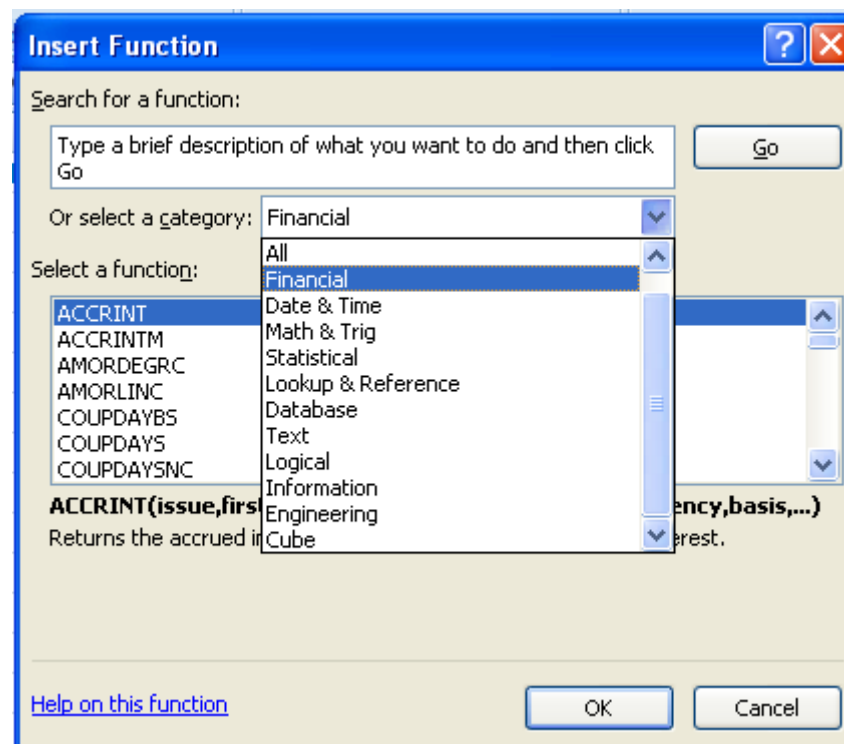 Insert Function
Search for a function:
Type a brief description of what you want to do and then click
Go
Go
Or select a category: Financial
All
Select a function:
Financial
ACCRINT
Date & Time
ACCRINTM
Math & Trig
AMORDEGRC
Statistical
AMORLINC
Lookup & Reference
COUPDAYBS
Database
COUPDAYS
Text
COUPDAYSNC
Logical
Information
ACCRINT(issue,first
ency,basis,...)
Engineering
Returns the accrued in
erest.
Cube
Help on this function
OK
Cancel